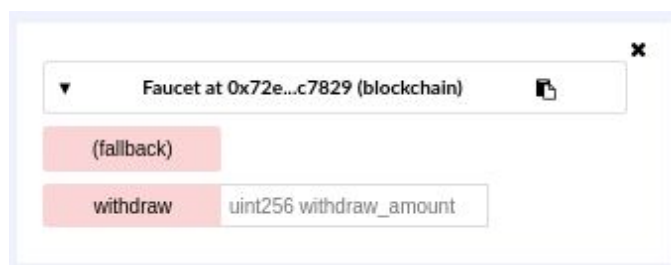 Faucet at 0x72e...c7829 (blockchain)
(fallback)
withdraw uint256 withdraw_amount